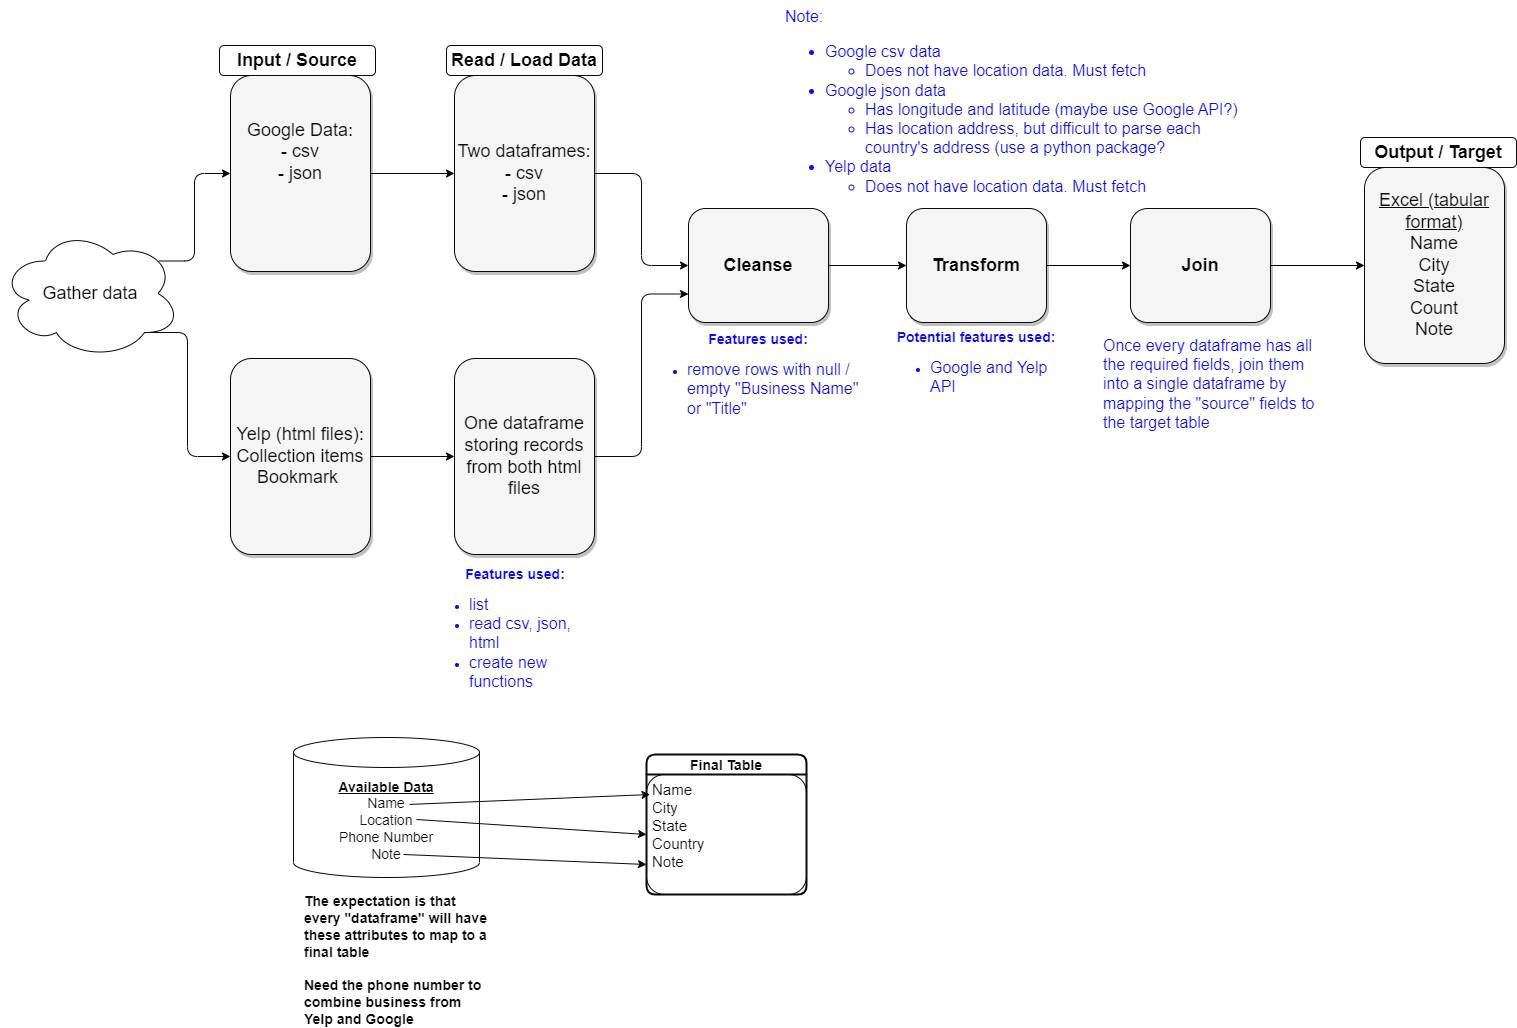 Note:
Google csv data
Does not have location data. Must fetch
Google json data
Has longitude and latitude (maybe use Google API?)
Has location address, but difficult to parse each
country's address (use a python package?
Yelp data
Does not have location data. Must fetch
Input / Source
Google Data:
- csv
- json
Read / Load Data
Two dataframes:
- csv
- json
Output / Target
Excel (tabular
format)
Name
City
State
Count
Note
Gather data
Cleanse
Features used:
remove rows with null /
empty "Business Name"
or "Title"
Transform
Potential features used:
Google and Yelp
API
Join
Once every dataframe has all
the required fields, join them
into a single dataframe by
mapping the "source" fields to
the target table
Yelp (html files):
Collection items
Bookmark
One dataframe
storing records
from both html
files
Features used:
list
read csv, json,
html
create new
functions
Available Data
Name
Location
Phone Number
Note
Final Table
Name
City
State
Country
Note
The expectation is that
every "dataframe" will have
these attributes to map to a
final table
Need the phone number to
combine business from
Yelp and Google